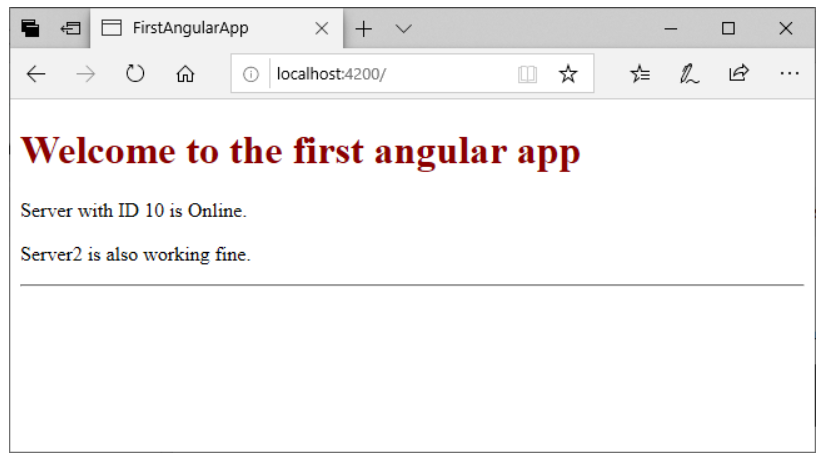 FirstAngularApp
localhost:4200/
Welcome to the first angular app
Server with ID 10 is Online.
Server2 is also working fine.